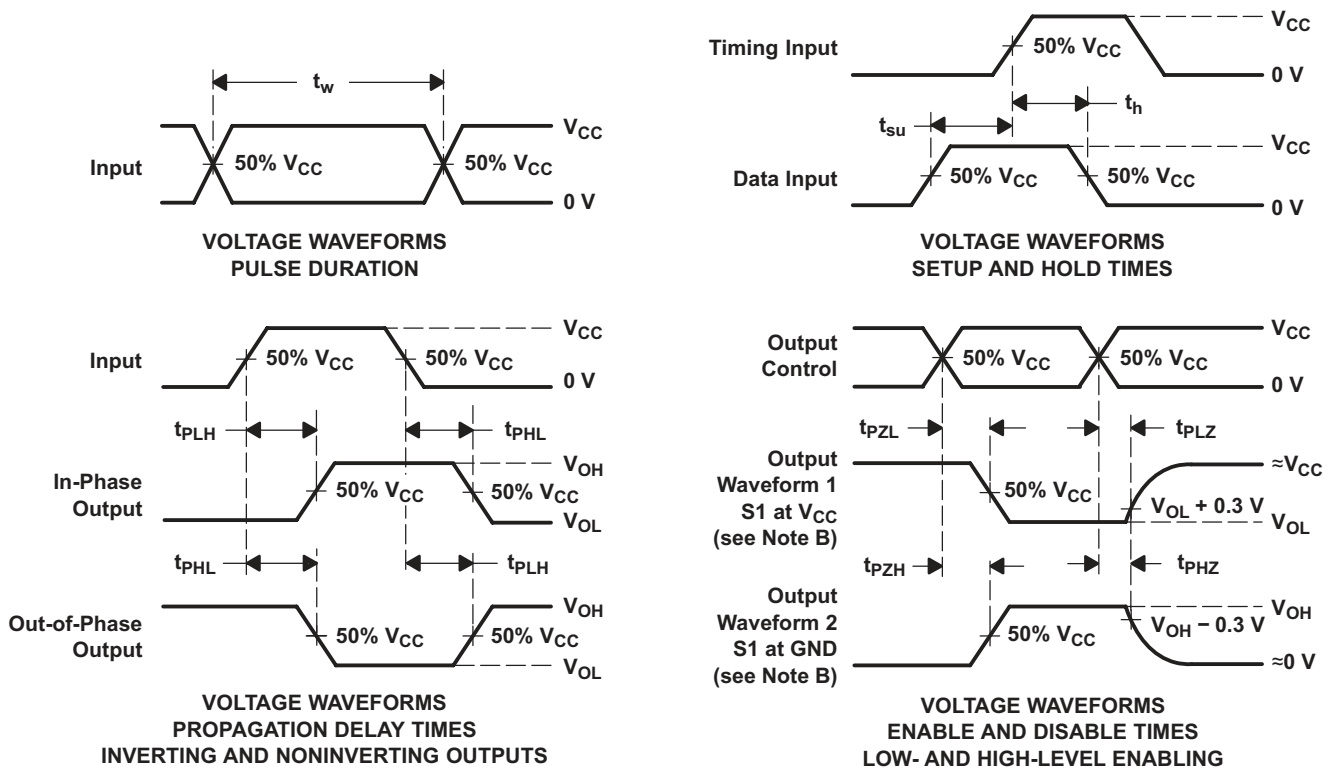 t_w
Input
50% V_CC
50% V_CC
V_CC
0 V
VOLTAGE WAVEFORMS
PULSE DURATION
Timing Input
50% V_CC
V_CC
0 V
t_su
t_h
Data Input
50% V_CC
50% V_CC
V_CC
0 V
VOLTAGE WAVEFORMS
SETUP AND HOLD TIMES
Input
50% V_CC
50% V_CC
V_CC
0 V
t_PLH
t_PHL
In-Phase
Output
50% V_CC
50% V_CC
V_OH
V_OL
t_PHL
t_PLH
Out-of-Phase
Output
50% V_CC
50% V_CC
V_OH
V_OL
VOLTAGE WAVEFORMS
PROPAGATION DELAY TIMES
INVERTING AND NONINVERTING OUTPUTS
Output
Control
50% V_CC
50% V_CC
V_CC
0 V
t_PZL
t_PLZ
Output
Waveform 1
S1 at V_CC
(see Note B)
50% V_CC
V_OL + 0.3 V
≈V_CC
V_OL
t_PZH
t_PHZ
Output
Waveform 2
S1 at GND
(see Note B)
50% V_CC
V_OH − 0.3 V
V_OH
≈0 V
VOLTAGE WAVEFORMS
ENABLE AND DISABLE TIMES
LOW- AND HIGH-LEVEL ENABLING